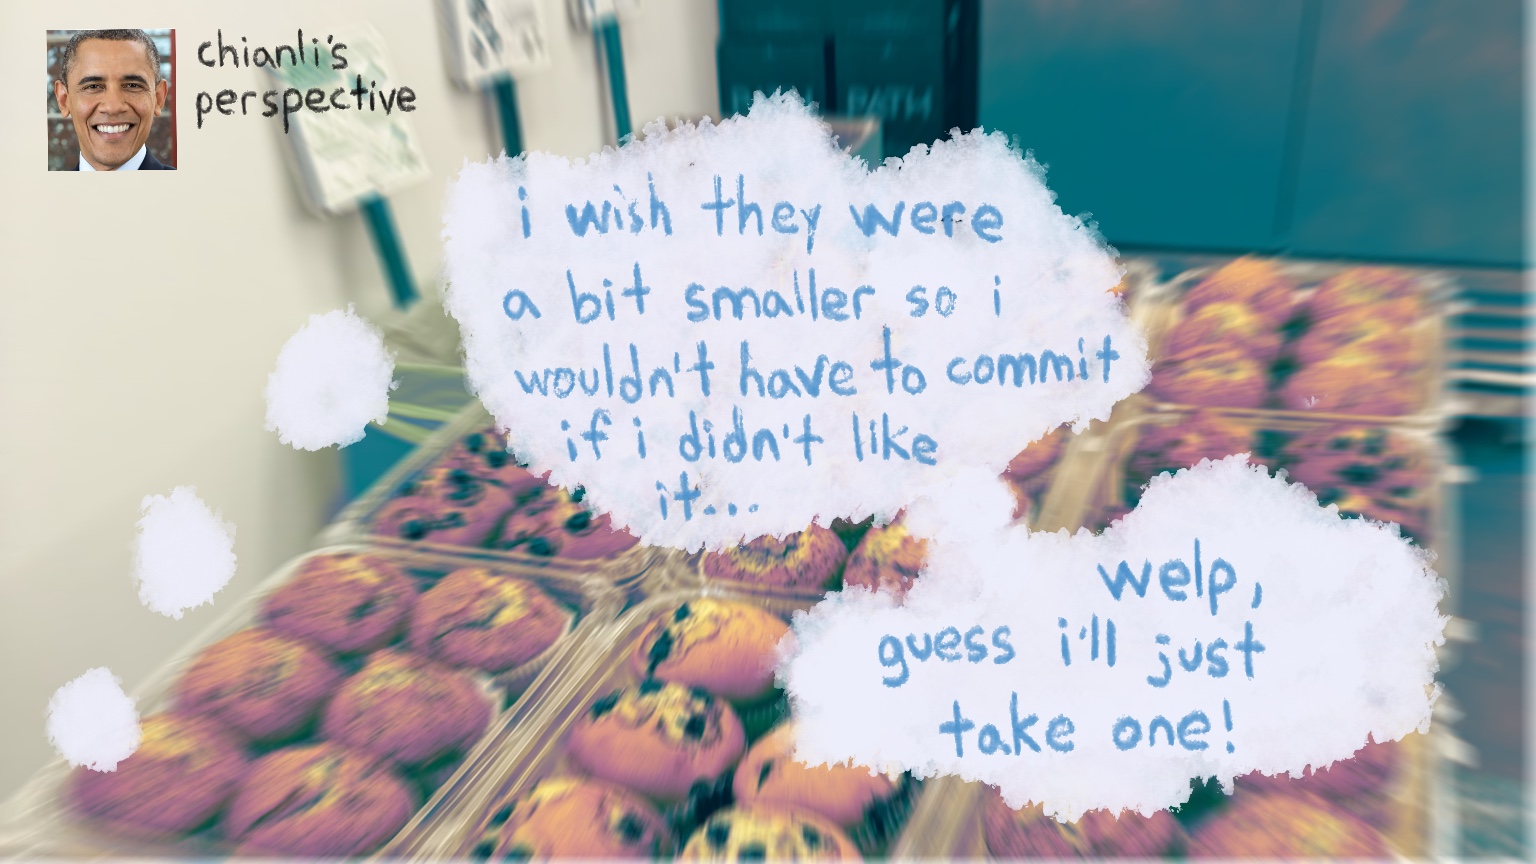 chianli's
perspective
i wish they were
a bit smaller so i
wouldn't have to commit
if i didn't like
it...
welp,
guess i'll just
take one!
PATH